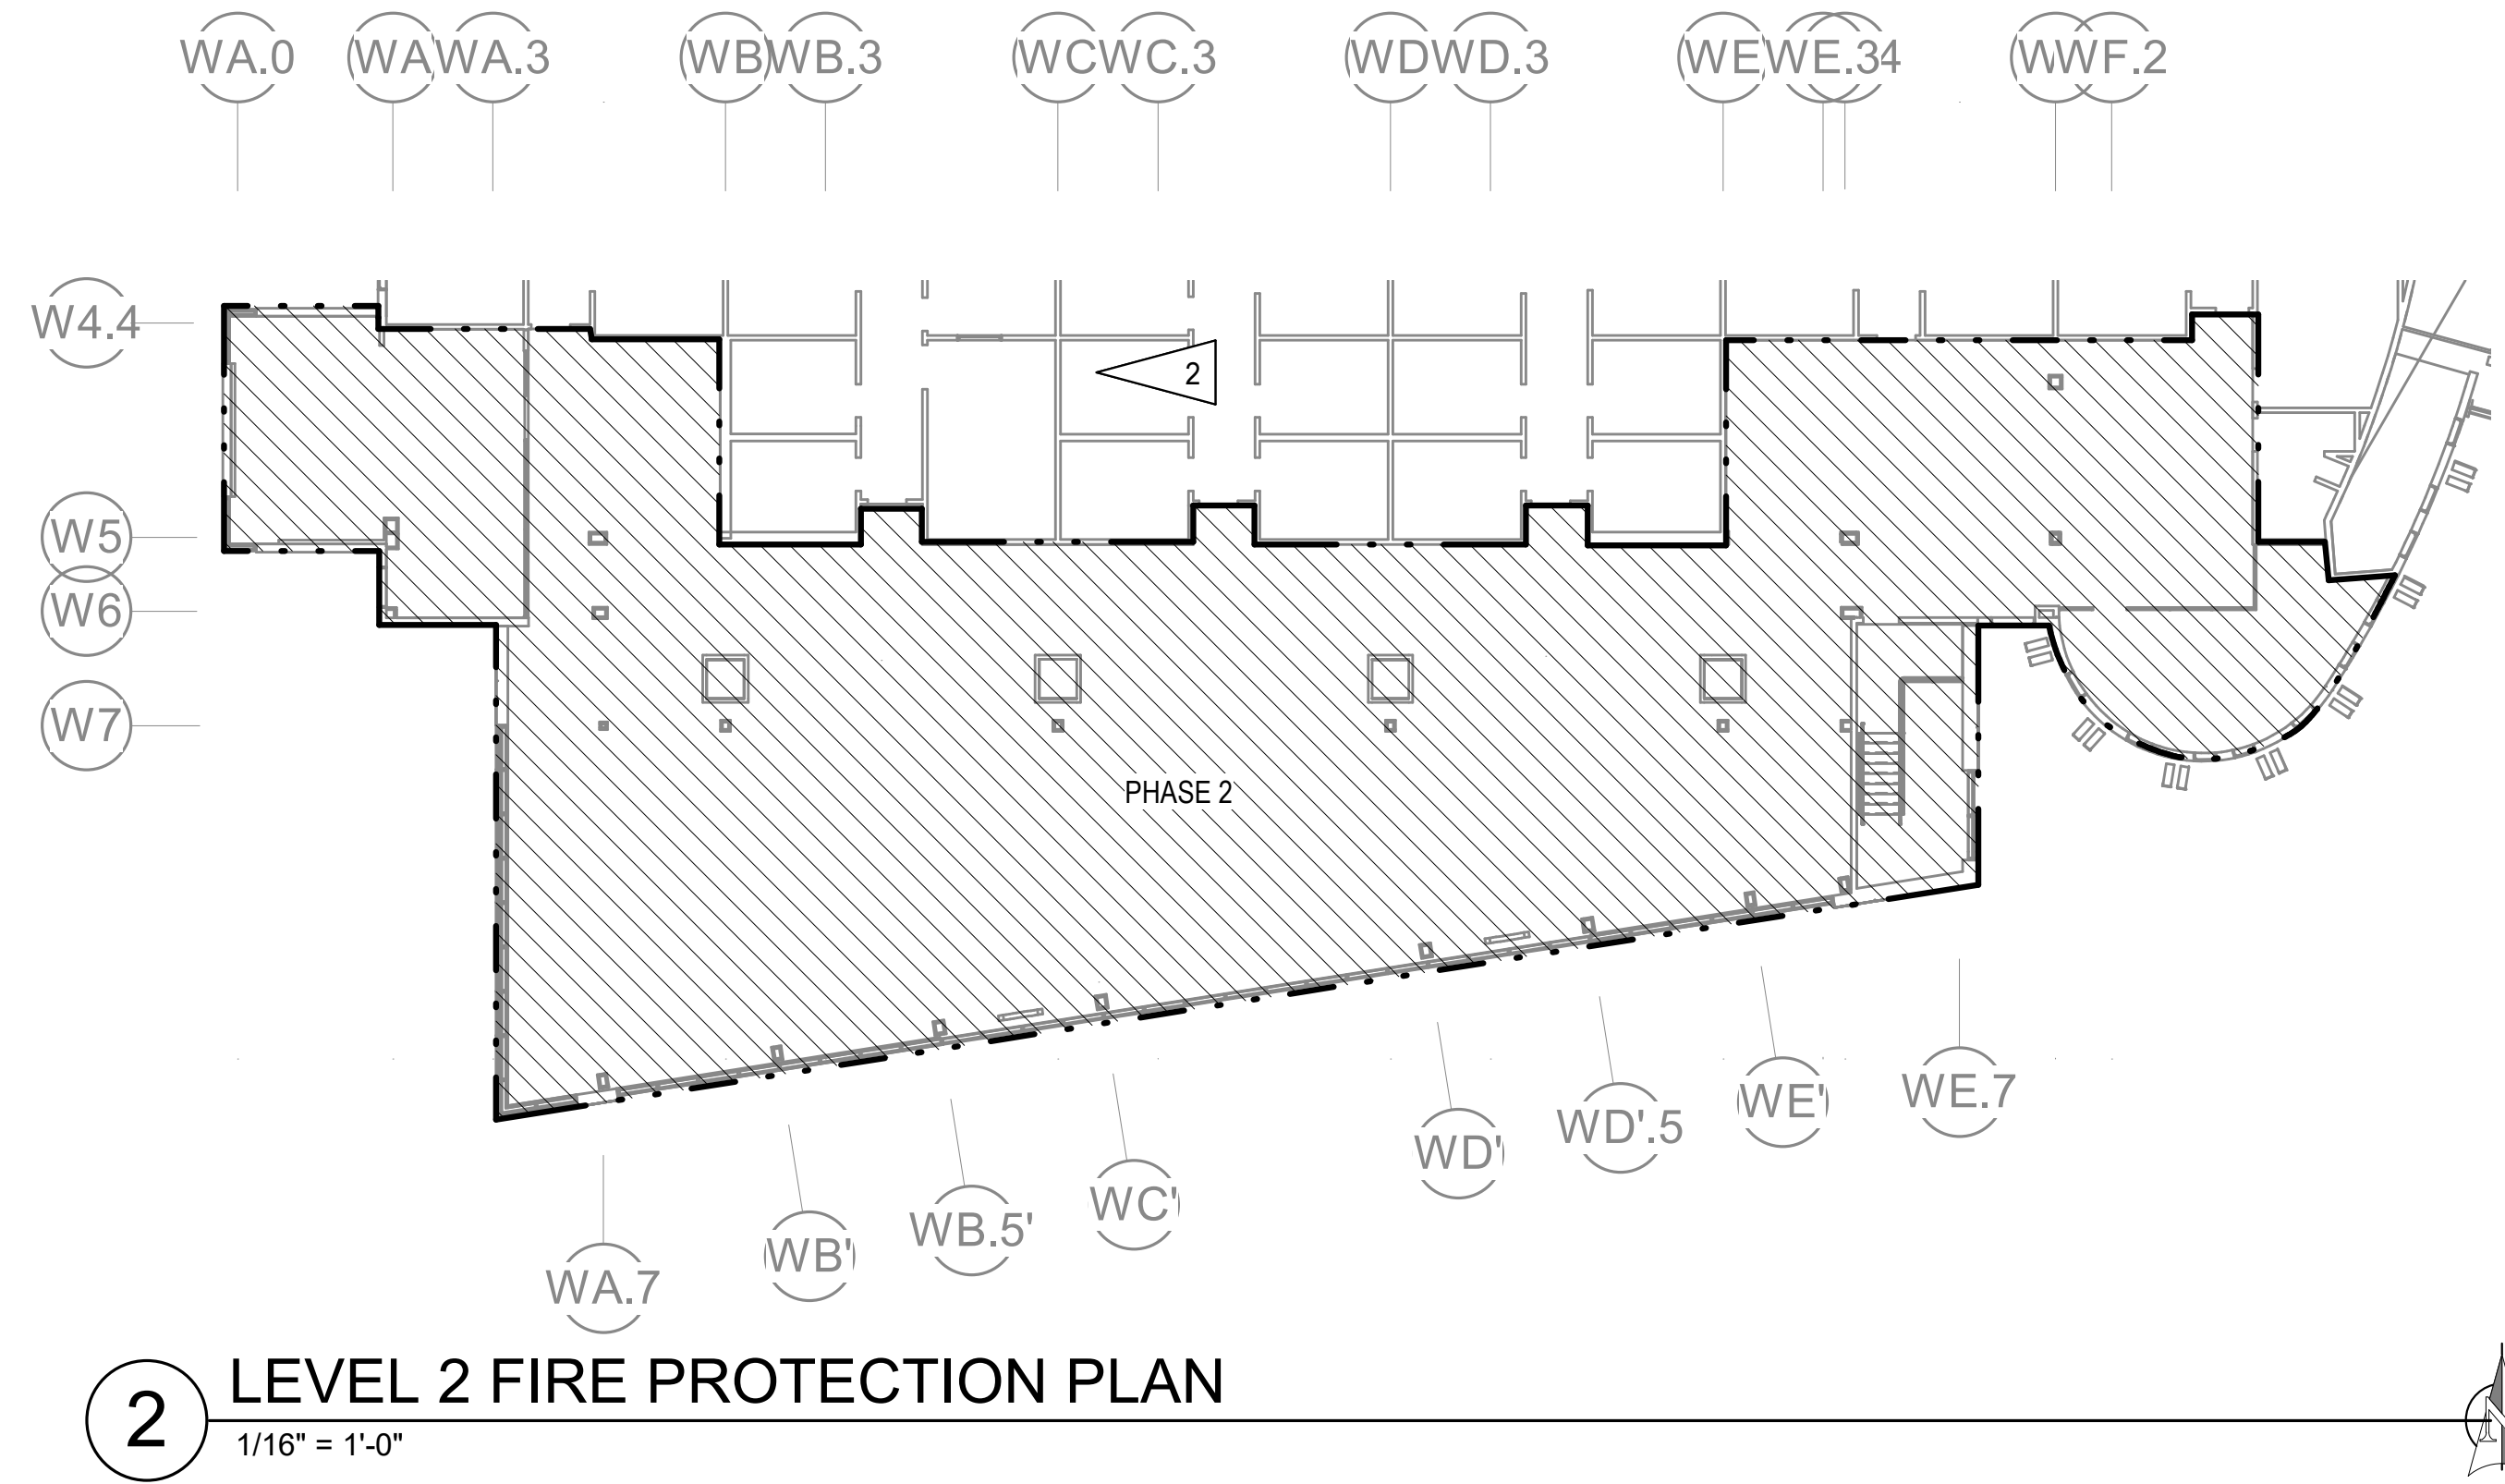 WA.0 WA WA.3 WB WB.3 WC WC.3 WD WD.3 WE WE.3 4 W WF.2
W4.4
2
W5
W6
W7
PHASE 2
WE' WE.7
WD' WD'.5
WB' WB.5' WC'
WA.7
2 LEVEL 2 FIRE PROTECTION PLAN
1/16" = 1'-0"
N